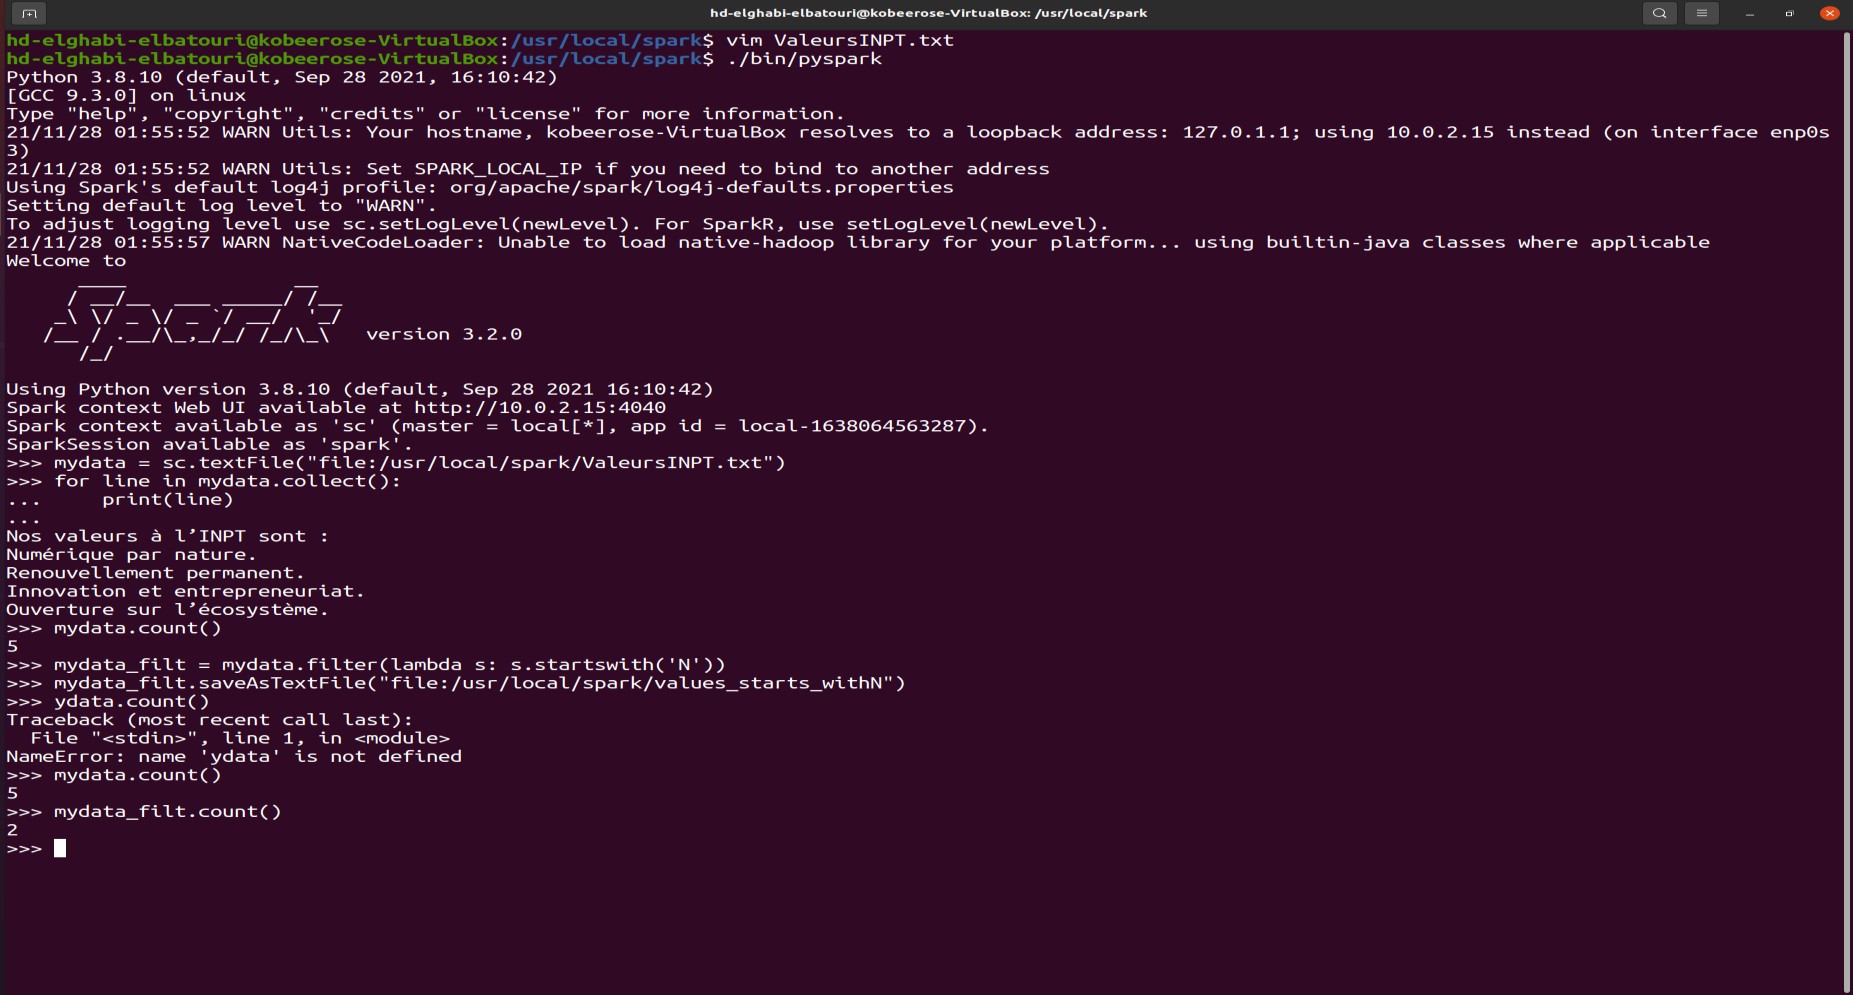 hd-elghabi-elbatouri@kobeerose-VirtualBox: /usr/local/spark
hd-elghabi-elbatouri@kobeerose-VirtualBox:/usr/local/spark$ vim ValeursINPT.txt
hd-elghabi-elbatouri@kobeerose-VirtualBox:/usr/local/spark$ ./bin/pyspark
Python 3.8.10 (default, Sep 28 2021, 16:10:42)
[GCC 9.3.0] on linux
Type "help", "copyright", "credits" or "license" for more information.
21/11/28 01:55:52 WARN Utils: Your hostname, kobeerose-VirtualBox resolves to a loopback address: 127.0.1.1; using 10.0.2.15 instead (on interface enp0s
3)
21/11/28 01:55:52 WARN Utils: Set SPARK_LOCAL_IP if you need to bind to another address
Using Spark's default log4j profile: org/apache/spark/log4j-defaults.properties
Setting default log level to "WARN".
To adjust logging level use sc.setLogLevel(newLevel). For SparkR, use setLogLevel(newLevel).
21/11/28 01:55:57 WARN NativeCodeLoader: Unable to load native-hadoop library for your platform... using builtin-java classes where applicable
Welcome to
      ____              __
     / __/__  ___ _____/ /__
    _\ \/ _ \/ _ `/ __/  '_/
   /__ / .__/\_,_/_/ /_/\_\   version 3.2.0
      /_/
Using Python version 3.8.10 (default, Sep 28 2021 16:10:42)
Spark context Web UI available at http://10.0.2.15:4040
Spark context available as 'sc' (master = local[*], app id = local-1638064563287).
SparkSession available as 'spark'.
>>> mydata = sc.textFile("file:/usr/local/spark/ValeursINPT.txt")
>>> for line in mydata.collect():
...     print(line)
...
Nos valeurs à l’INPT sont :
Numérique par nature.
Renouvellement permanent.
Innovation et entrepreneuriat.
Ouverture sur l’écosystème.
>>> mydata.count()
5
>>> mydata_filt = mydata.filter(lambda s: s.startswith('N'))
>>> mydata_filt.saveAsTextFile("file:/usr/local/spark/values_starts_withN")
>>> ydata.count()
Traceback (most recent call last):
  File "<stdin>", line 1, in <module>
NameError: name 'ydata' is not defined
>>> mydata.count()
5
>>> mydata_filt.count()
2
>>>